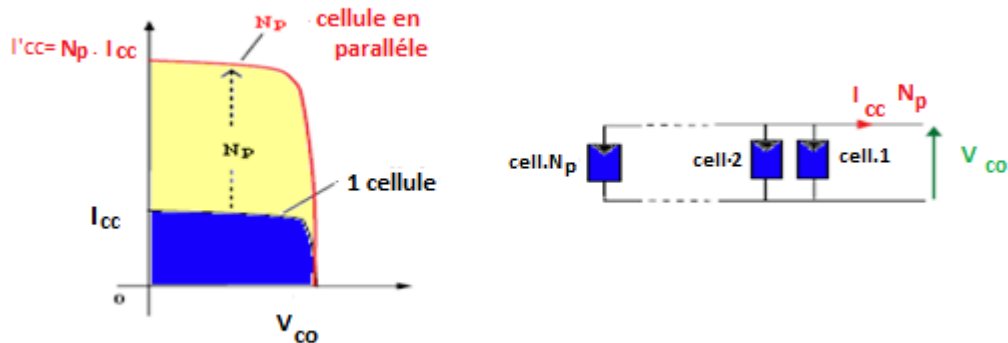 Np cellule en
paralléle
I'cc= Np . Icc
Np
1 cellule
Icc
o
Vco
Icc Np
cell.Np
cell.2
cell.1
Vco